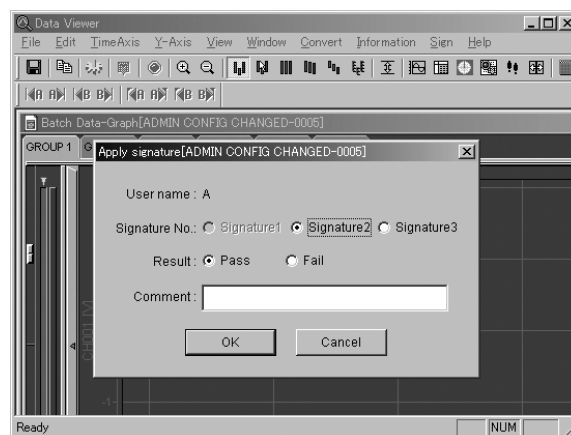 Data Viewer
File Edit TimeAxis Y-Axis View Window Convert Information Sign Help
A A B B A A B B
Batch Data-Graph[ADMIN CONFIG CHANGED-0005]
GROUP 1 G
Apply signature[ADMIN CONFIG CHANGED-0005]
User name : A
Signature No.: Signature1 Signature2 Signature3
Result : Pass Fail
Comment :
OK Cancel
CH001 [V]
-1
Ready NUM